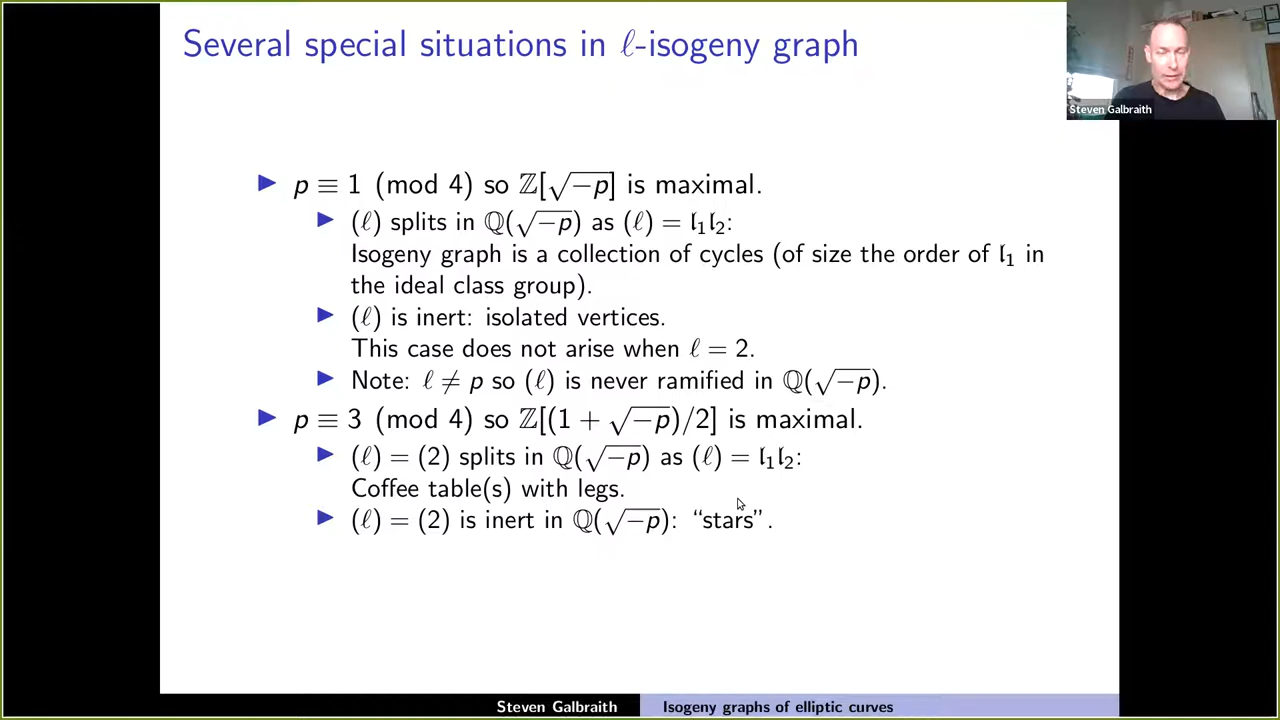 Several special situations in ℓ-isogeny graph
Steven Galbraith
▶ p ≡ 1 (mod 4) so ℤ[√−p] is maximal.
▶ (ℓ) splits in ℚ(√−p) as (ℓ) = 𝔩₁𝔩₂:
Isogeny graph is a collection of cycles (of size the order of 𝔩₁ in
the ideal class group).
▶ (ℓ) is inert: isolated vertices.
This case does not arise when ℓ = 2.
▶ Note: ℓ ≠ p so (ℓ) is never ramified in ℚ(√−p).
▶ p ≡ 3 (mod 4) so ℤ[(1 + √−p)/2] is maximal.
▶ (ℓ) = (2) splits in ℚ(√−p) as (ℓ) = 𝔩₁𝔩₂:
Coffee table(s) with legs.
▶ (ℓ) = (2) is inert in ℚ(√−p): “stars”.
Steven Galbraith
Isogeny graphs of elliptic curves